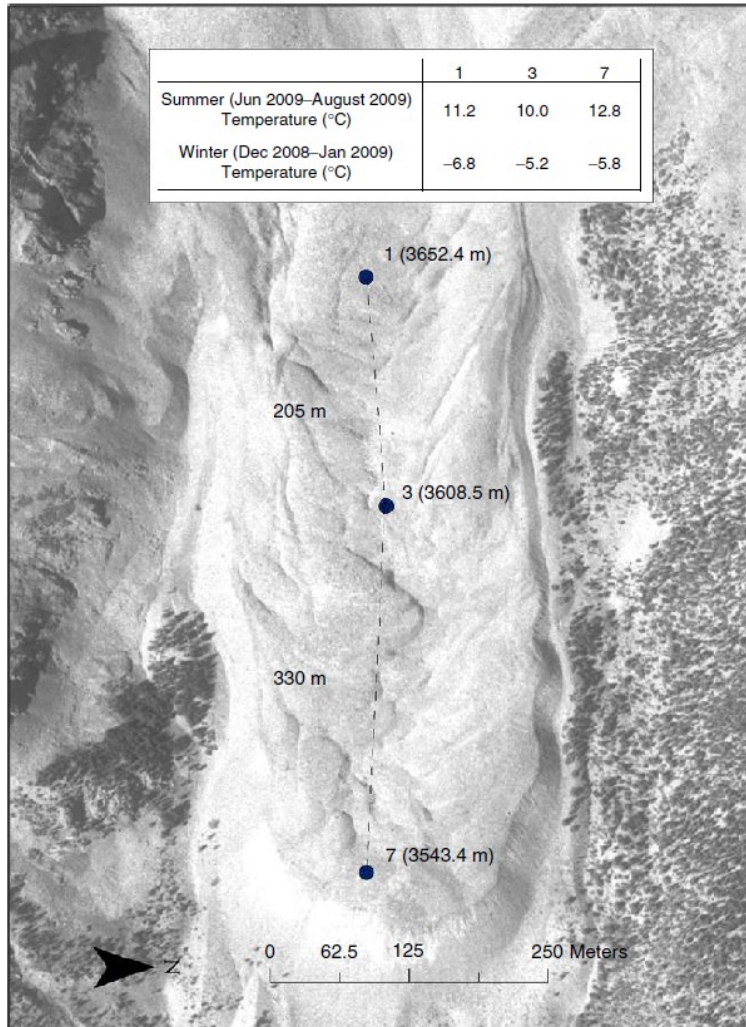 1 3 7
Summer (Jun 2009–August 2009)
Temperature (°C)
11.2 10.0 12.8
Winter (Dec 2008–Jan 2009)
Temperature (°C)
–6.8 –5.2 –5.8
1 (3652.4 m)
205 m
3 (3608.5 m)
330 m
7 (3543.4 m)
N
0 62.5 125 250 Meters